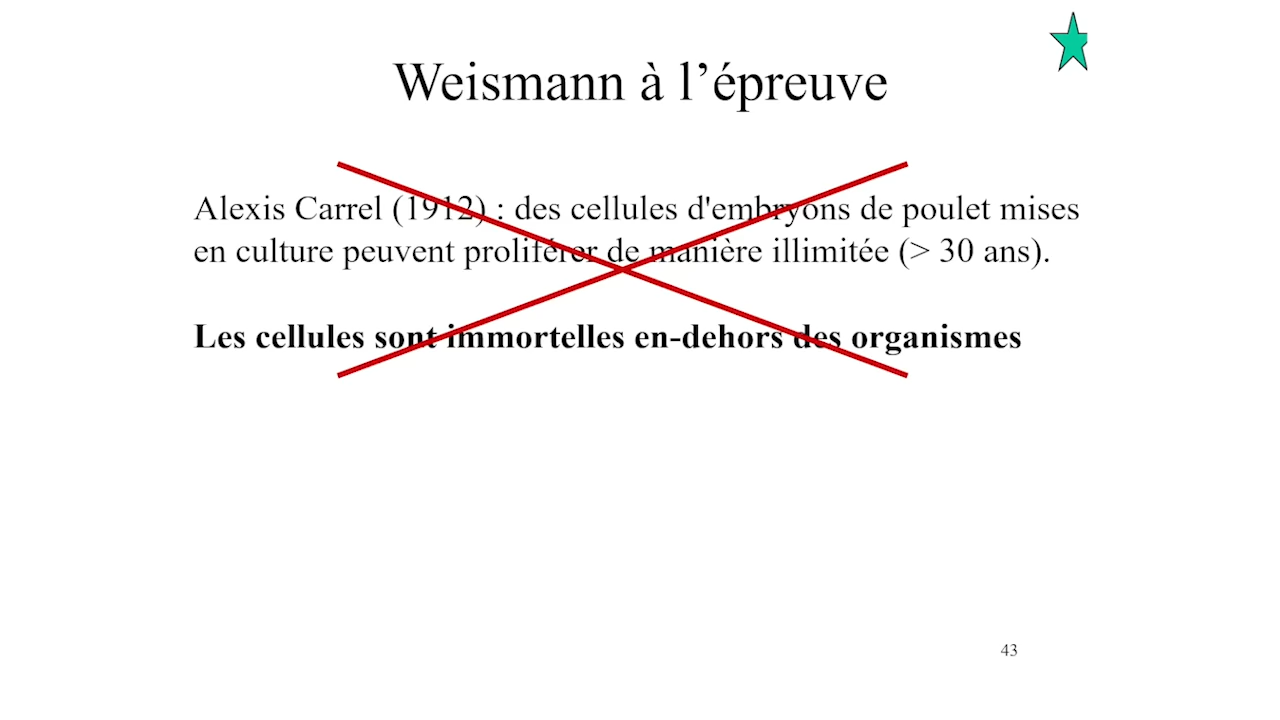 Weismann à l’épreuve
Alexis Carrel (1912) : des cellules d'embryons de poulet mises
en culture peuvent proliférer de manière illimitée (> 30 ans).
Les cellules sont immortelles en-dehors des organismes
43